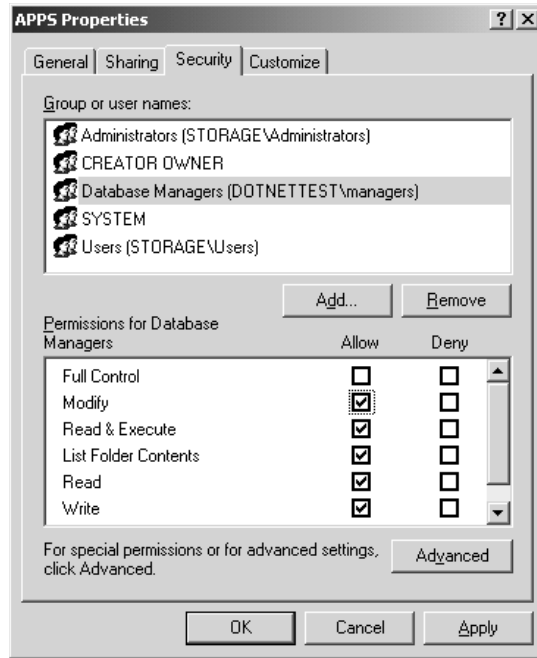 APPS Properties
General Sharing Security Customize
Group or user names:
Administrators (STORAGE\Administrators)
CREATOR OWNER
Database Managers (DOTNETTEST\managers)
SYSTEM
Users (STORAGE\Users)
Add... Remove
Permissions for Database
Managers Allow Deny
Full Control
Modify
Read & Execute
List Folder Contents
Read
Write
For special permissions or for advanced settings,
click Advanced.
Advanced
OK Cancel Apply